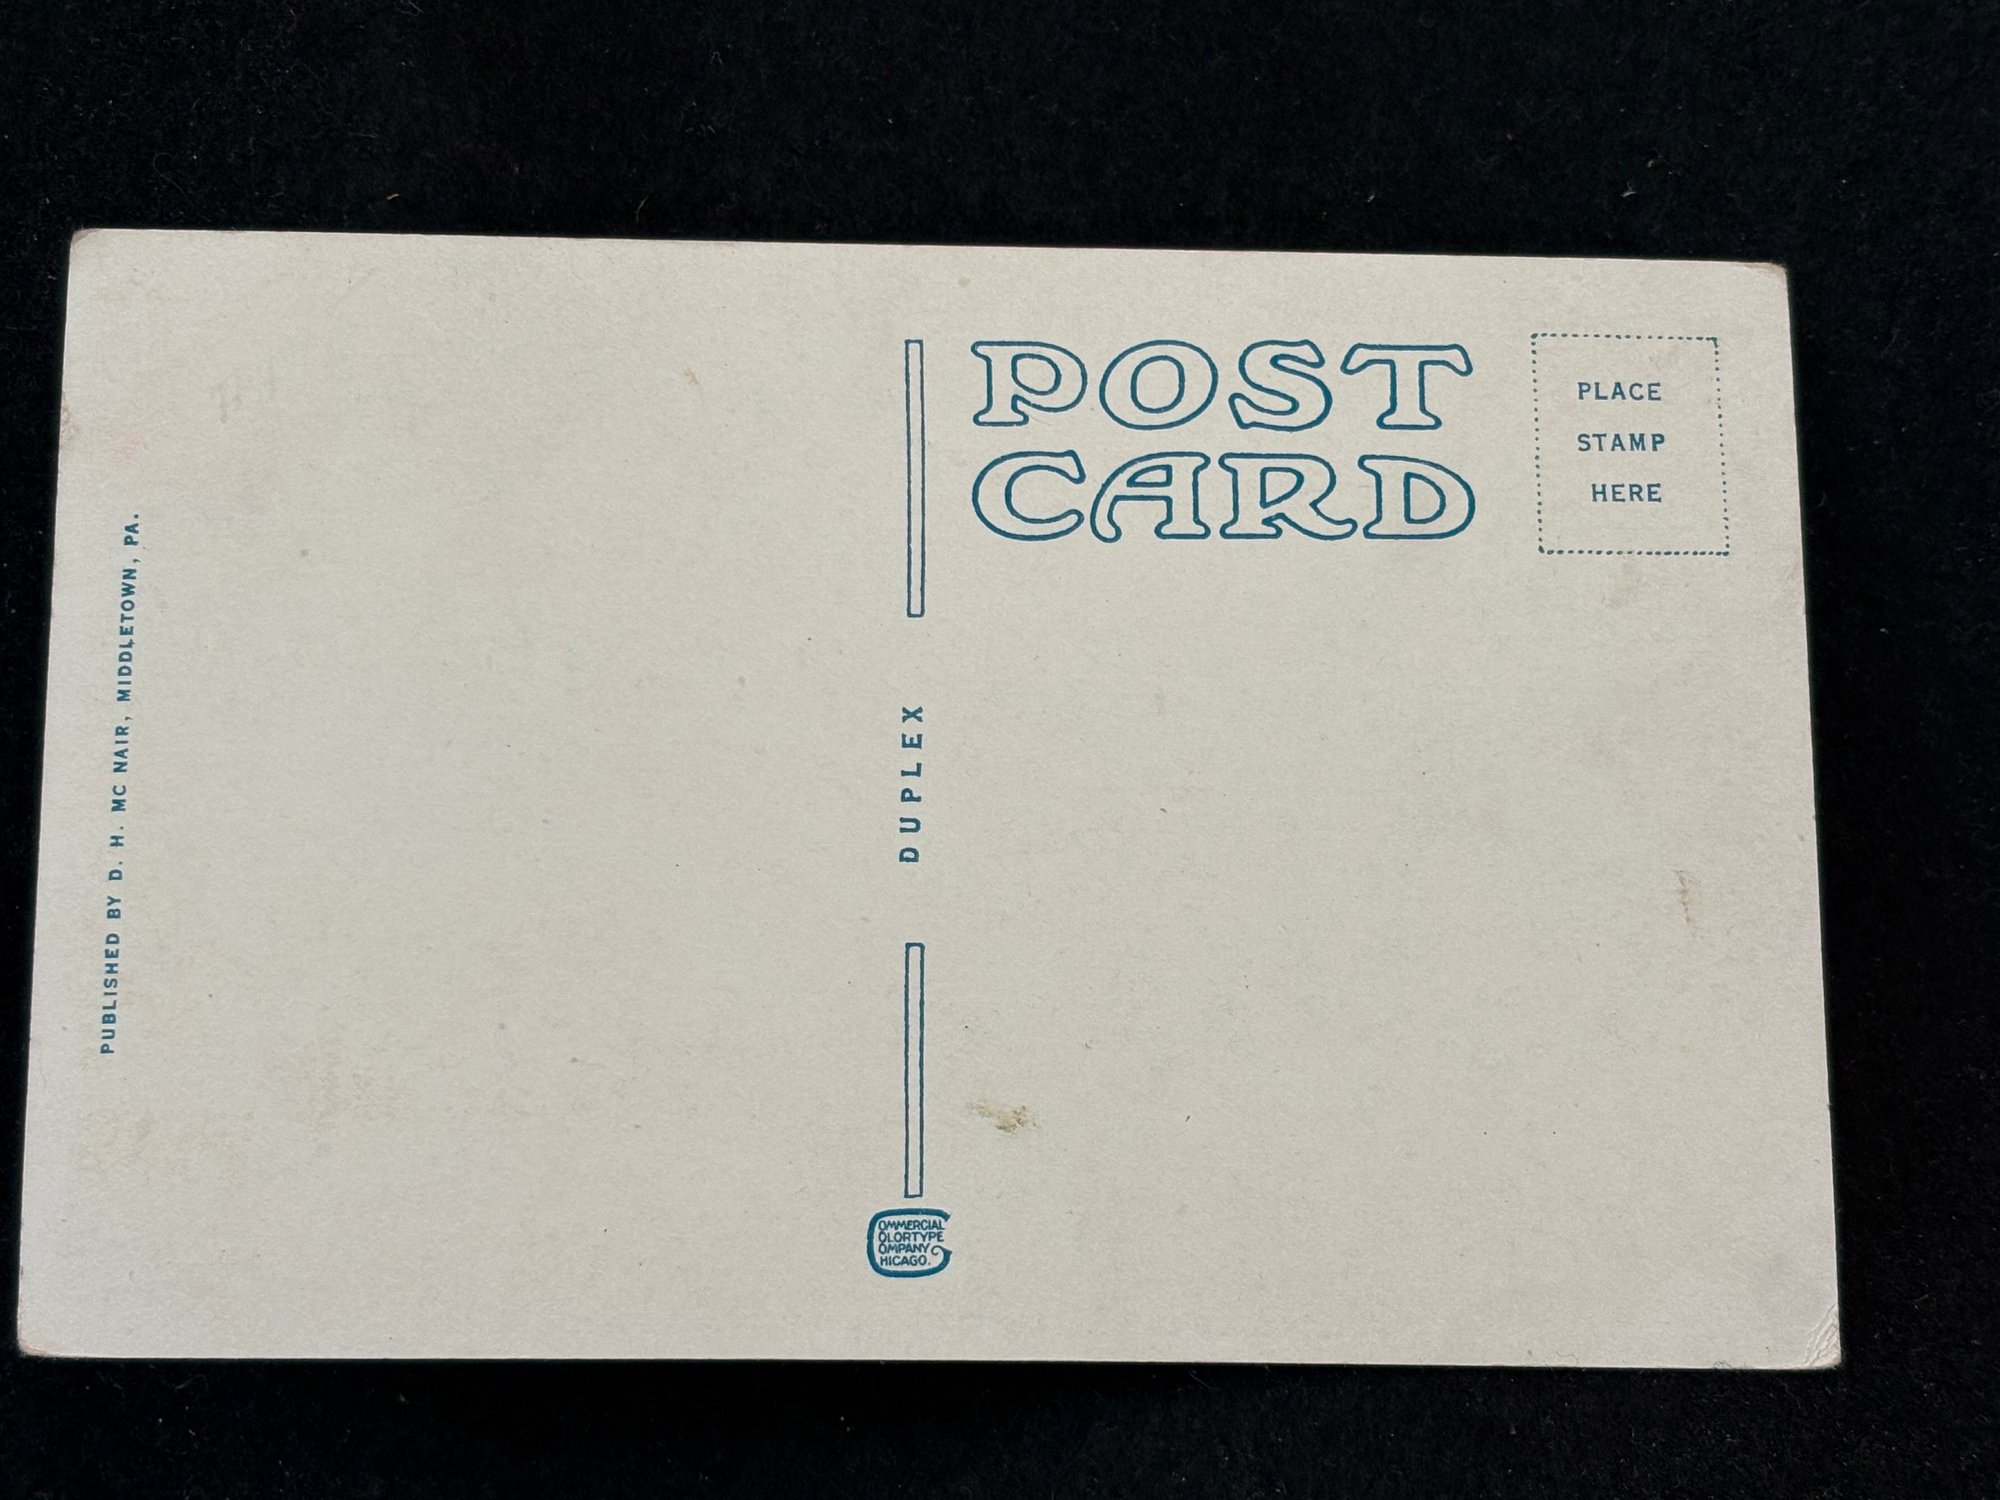 POST
CARD
PLACE
STAMP
HERE
PUBLISHED BY D. H. MC NAIR, MIDDLETOWN, PA.
DUPLEX
COMMERCIAL
COLORTYPE
COMPANY
CHICAGO.